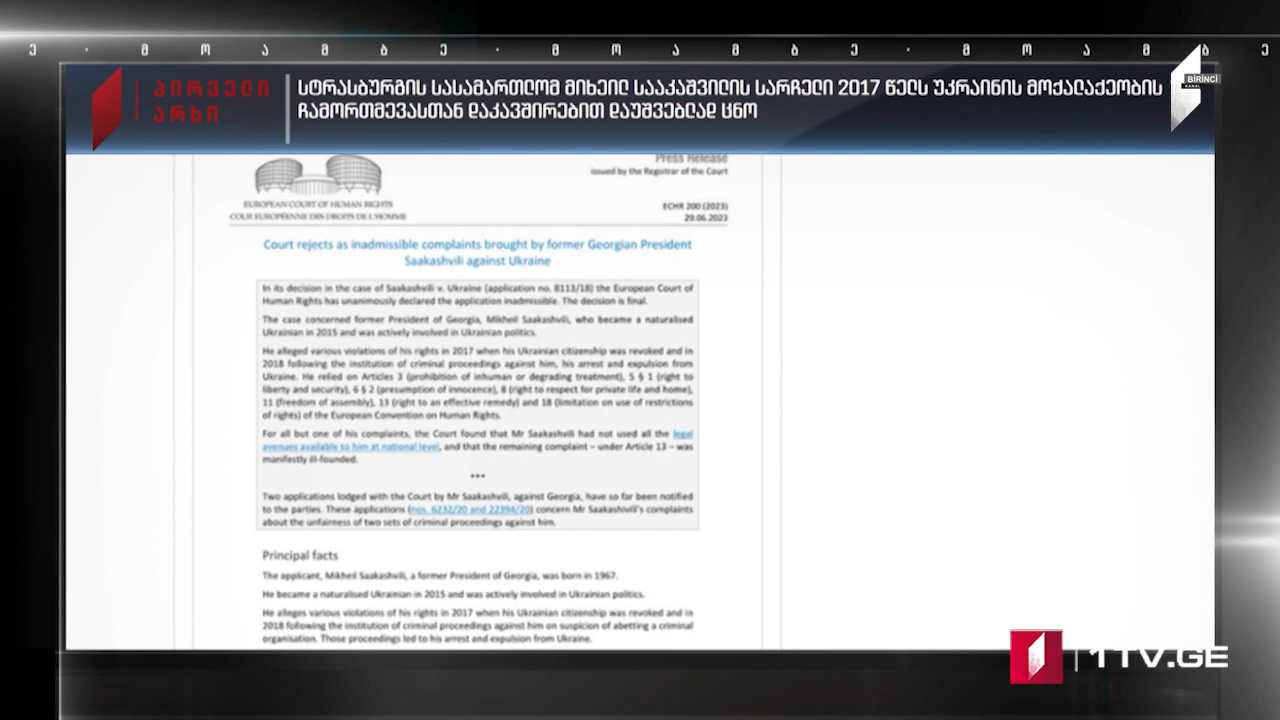 ე · მ ო ა მ ბ ე · მ ო ა მ ბ ე · მ ო ა მ ბ ე
პირველი
არხი
სტრასბურგის სასამართლომ მიხეილ სააკაშვილის სარჩელი 2017 წელს უკრაინის მოქალაქეობის
ჩამორთმევასთან დაკავშირებით დაუშვებლად ცნო
BİRİNCİ
KANAL
Press Release
issued by the Registrar of the Court
EUROPEAN COURT OF HUMAN RIGHTS
COUR EUROPÉENNE DES DROITS DE L'HOMME
ECHR 200 (2023)
29.06.2023
Court rejects as inadmissible complaints brought by former Georgian President
Saakashvili against Ukraine
In its decision in the case of Saakashvili v. Ukraine (application no. 8113/18) the European Court of
Human Rights has unanimously declared the application inadmissible. The decision is final.
The case concerned former President of Georgia, Mikheil Saakashvili, who became a naturalised
Ukrainian in 2015 and was actively involved in Ukrainian politics.
He alleged various violations of his rights in 2017 when his Ukrainian citizenship was revoked and in
2018 following the institution of criminal proceedings against him, his arrest and expulsion from
Ukraine. He relied on Articles 3 (prohibition of inhuman or degrading treatment), 5 § 1 (right to
liberty and security), 6 § 2 (presumption of innocence), 8 (right to respect for private life and home),
11 (freedom of assembly), 13 (right to an effective remedy) and 18 (limitation on use of restrictions
of rights) of the European Convention on Human Rights.
For all but one of his complaints, the Court found that Mr Saakashvili had not used all the legal
avenues available to him at national level, and that the remaining complaint – under Article 13 – was
manifestly ill-founded.
***
Two applications lodged with the Court by Mr Saakashvili, against Georgia, have so far been notified
to the parties. These applications (nos. 6232/20 and 22394/20) concern Mr Saakashivili's complaints
about the unfairness of two sets of criminal proceedings against him.
Principal facts
The applicant, Mikheil Saakashvili, a former President of Georgia, was born in 1967.
He became a naturalised Ukrainian in 2015 and was actively involved in Ukrainian politics.
He alleges various violations of his rights in 2017 when his Ukrainian citizenship was revoked and in
2018 following the institution of criminal proceedings against him on suspicion of abetting a criminal
organisation. Those proceedings led to his arrest and expulsion from Ukraine.
1TV.GE